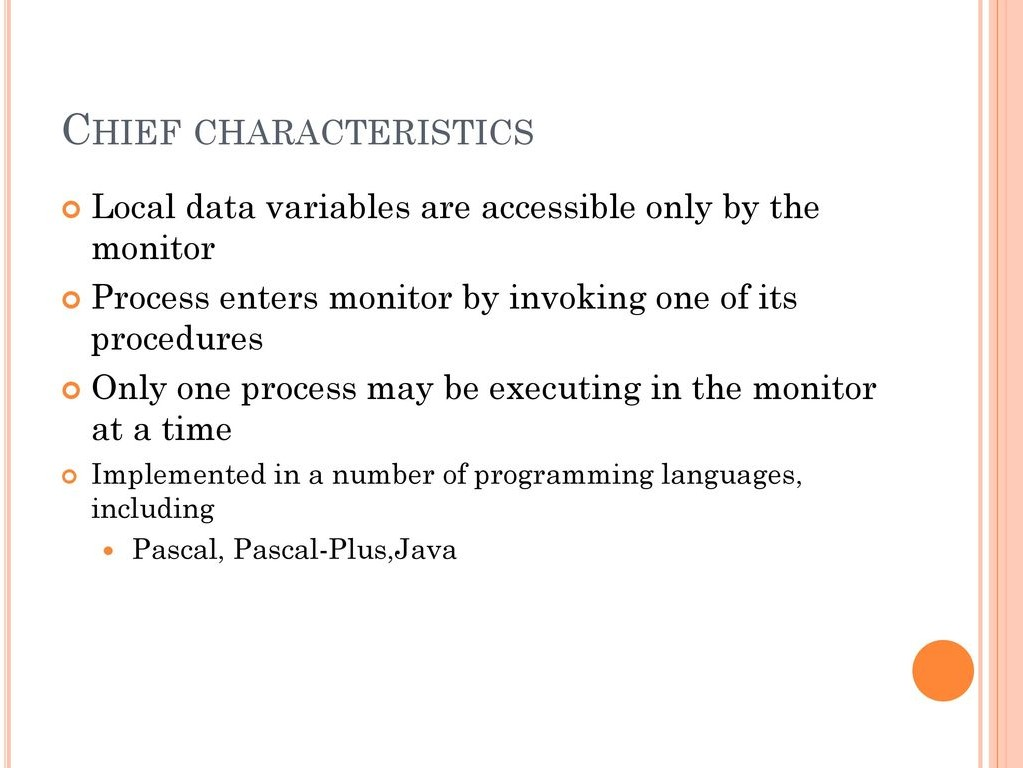 Chief characteristics
Local data variables are accessible only by the
monitor
Process enters monitor by invoking one of its
procedures
Only one process may be executing in the monitor
at a time
Implemented in a number of programming languages,
including
Pascal, Pascal-Plus,Java